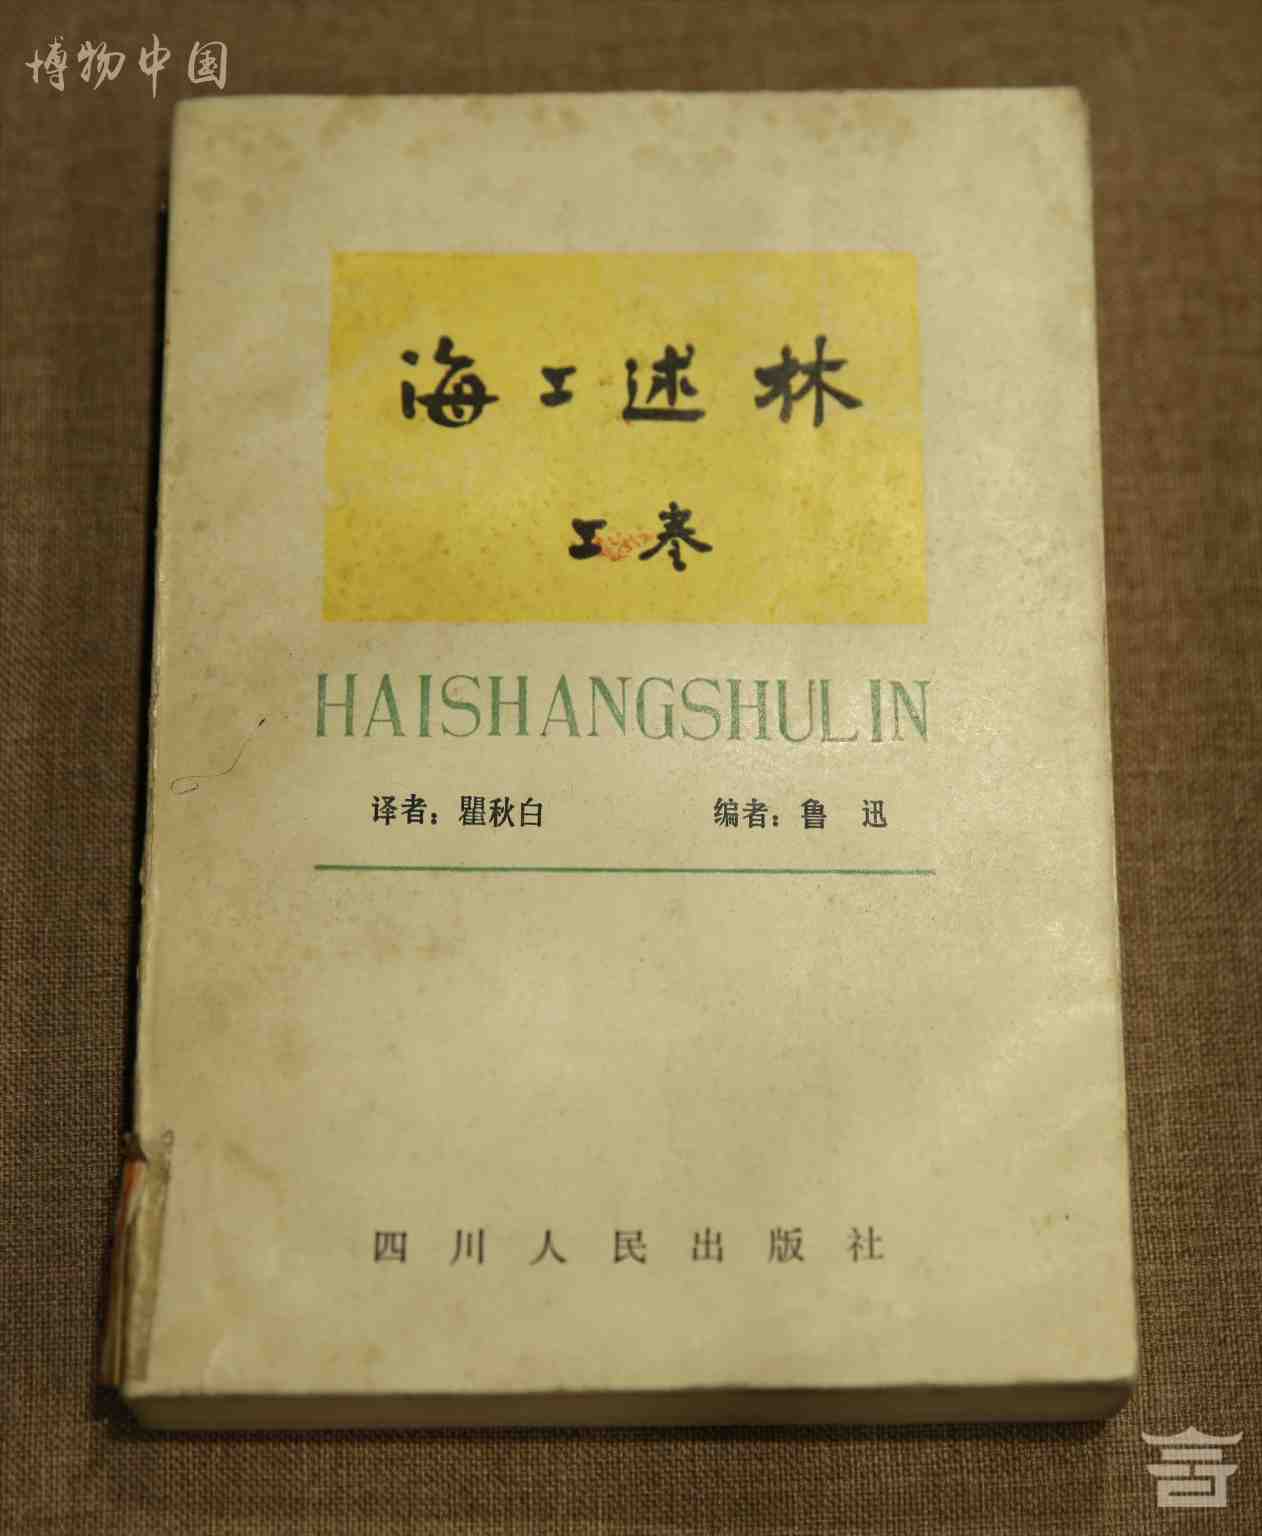 博物中国
海上述林
上卷
HAISHANGSHULIN
译者：瞿秋白 编者：鲁 迅
四川人民出版社